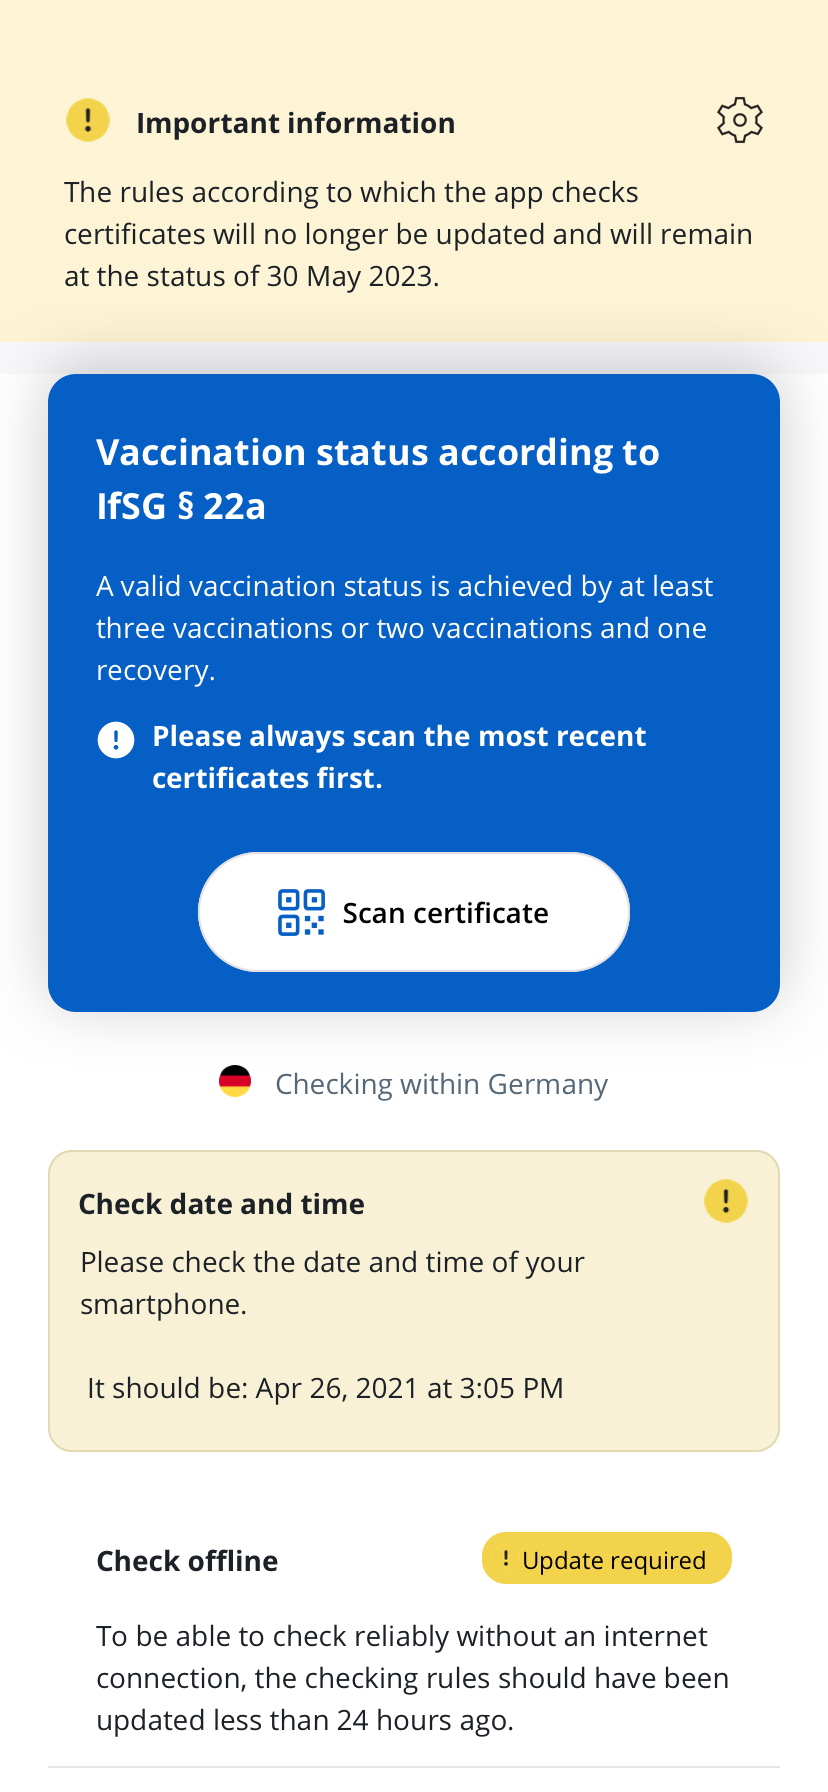 Important information
The rules according to which the app checks
certificates will no longer be updated and will remain
at the status of 30 May 2023.
Vaccination status according to
IfSG § 22a
A valid vaccination status is achieved by at least
three vaccinations or two vaccinations and one
recovery.
Please always scan the most recent
certificates first.
Scan certificate
Checking within Germany
Check date and time
Please check the date and time of your
smartphone.
It should be: Apr 26, 2021 at 3:05 PM
Check offline
! Update required
To be able to check reliably without an internet
connection, the checking rules should have been
updated less than 24 hours ago.